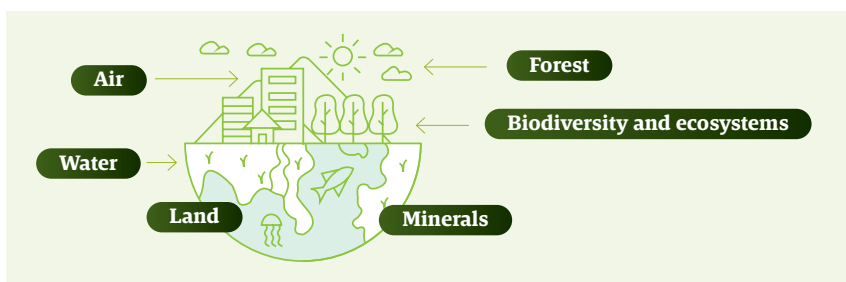 Air
Forest
Biodiversity and ecosystems
Water
Land
Minerals